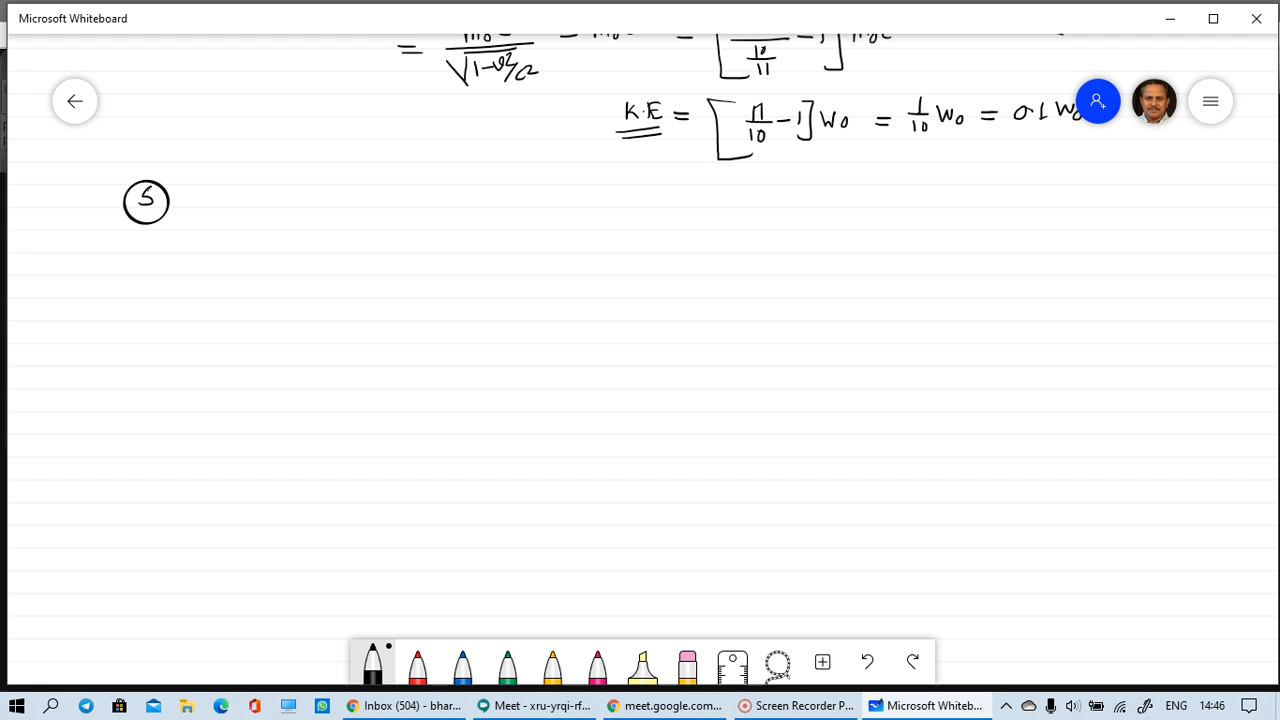 Microsoft Whiteboard
= m₀c² / √1-v²/c² - m₀c² = [ / 10/11 - 1] m₀c²
K.E = [11/10 - 1] W₀ = 1/10 W₀ = 0.1 W₀
5
Inbox (504) - bhar... Meet - xru-yrqi-rf... meet.google.com... Screen Recorder P... Microsoft Whiteb... ENG 14:46